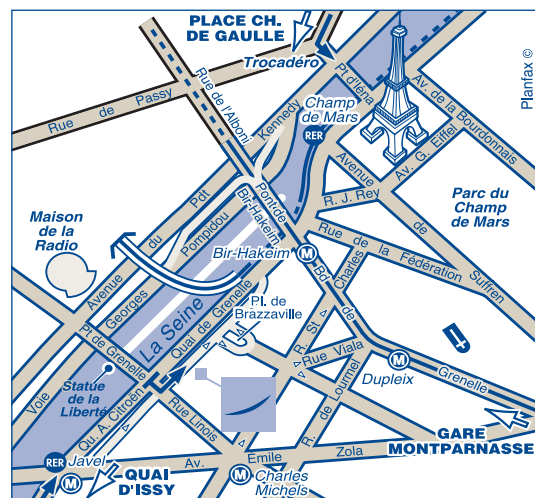 PLACE CH.
DE GAULLE
Trocadéro
Planfax ©
Rue de Passy
Rue de l'Alboni
Kennedy
Pt d'Iéna
Champ
de Mars
RER
Av. de la Bourdonnais
Avenue
Av. G. Eiffel
R. J. Rey
de
Suffren
Parc du
Champ
de Mars
Maison
de la
Radio
Avenue du Pdt
Pont de
Bir-Hakeim
Bir-Hakeim
M
Rue de la Fédération
Voie Georges Pompidou
La Seine
Quai de Grenelle
Pl. de
Brazzaville
Bd de Grenelle
R. St Charles
Rue Viala
M
Dupleix
Pt de Grenelle
Statue
de la
Liberté
Qu. A. Citroën
Rue Linois
R. de Lourmel
GARE
MONTPARNASSE
RER
Javel
M
QUAI
D'ISSY
Av. Emile Zola
M
Charles
Michels